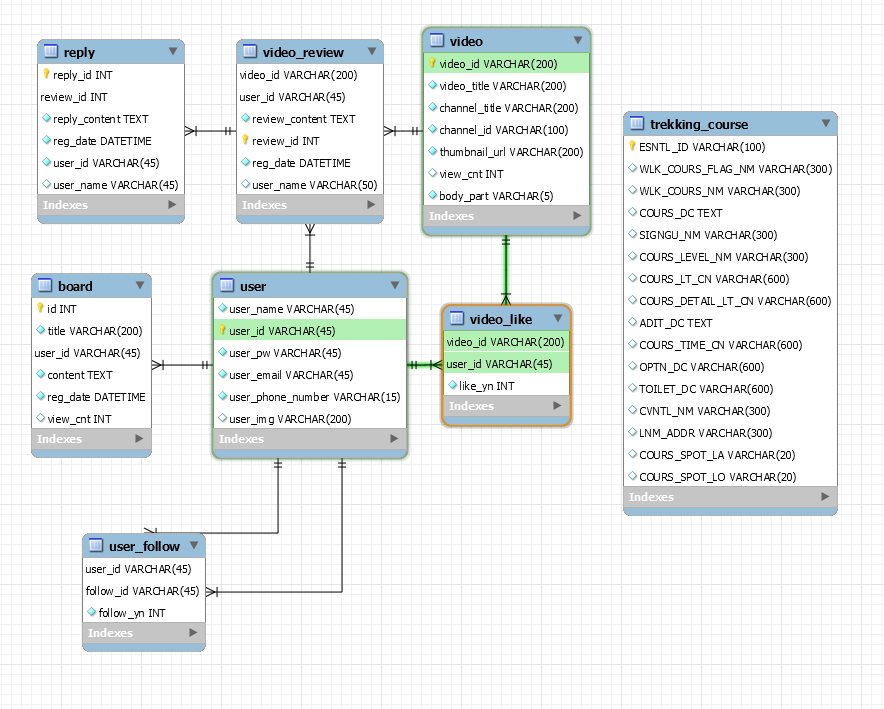 reply
reply_id INT
review_id INT
reply_content TEXT
reg_date DATETIME
user_id VARCHAR(45)
user_name VARCHAR(45)
Indexes
video_review
video_id VARCHAR(200)
user_id VARCHAR(45)
review_content TEXT
review_id INT
reg_date DATETIME
user_name VARCHAR(50)
Indexes
video
video_id VARCHAR(200)
video_title VARCHAR(200)
channel_title VARCHAR(200)
channel_id VARCHAR(100)
thumbnail_url VARCHAR(200)
view_cnt INT
body_part VARCHAR(5)
Indexes
trekking_course
ESNTL_ID VARCHAR(100)
WLK_COURS_FLAG_NM VARCHAR(300)
WLK_COURS_NM VARCHAR(300)
COURS_DC TEXT
SIGNGU_NM VARCHAR(300)
COURS_LEVEL_NM VARCHAR(300)
COURS_LT_CN VARCHAR(600)
COURS_DETAIL_LT_CN VARCHAR(600)
ADIT_DC TEXT
COURS_TIME_CN VARCHAR(600)
OPTN_DC VARCHAR(600)
TOILET_DC VARCHAR(600)
CVNTL_NM VARCHAR(300)
LNM_ADDR VARCHAR(300)
COURS_SPOT_LA VARCHAR(20)
COURS_SPOT_LO VARCHAR(20)
Indexes
board
id INT
title VARCHAR(200)
user_id VARCHAR(45)
content TEXT
reg_date DATETIME
view_cnt INT
Indexes
user
user_name VARCHAR(45)
user_id VARCHAR(45)
user_pw VARCHAR(45)
user_email VARCHAR(45)
user_phone_number VARCHAR(15)
user_img VARCHAR(200)
Indexes
video_like
video_id VARCHAR(200)
user_id VARCHAR(45)
like_yn INT
Indexes
user_follow
user_id VARCHAR(45)
follow_id VARCHAR(45)
follow_yn INT
Indexes